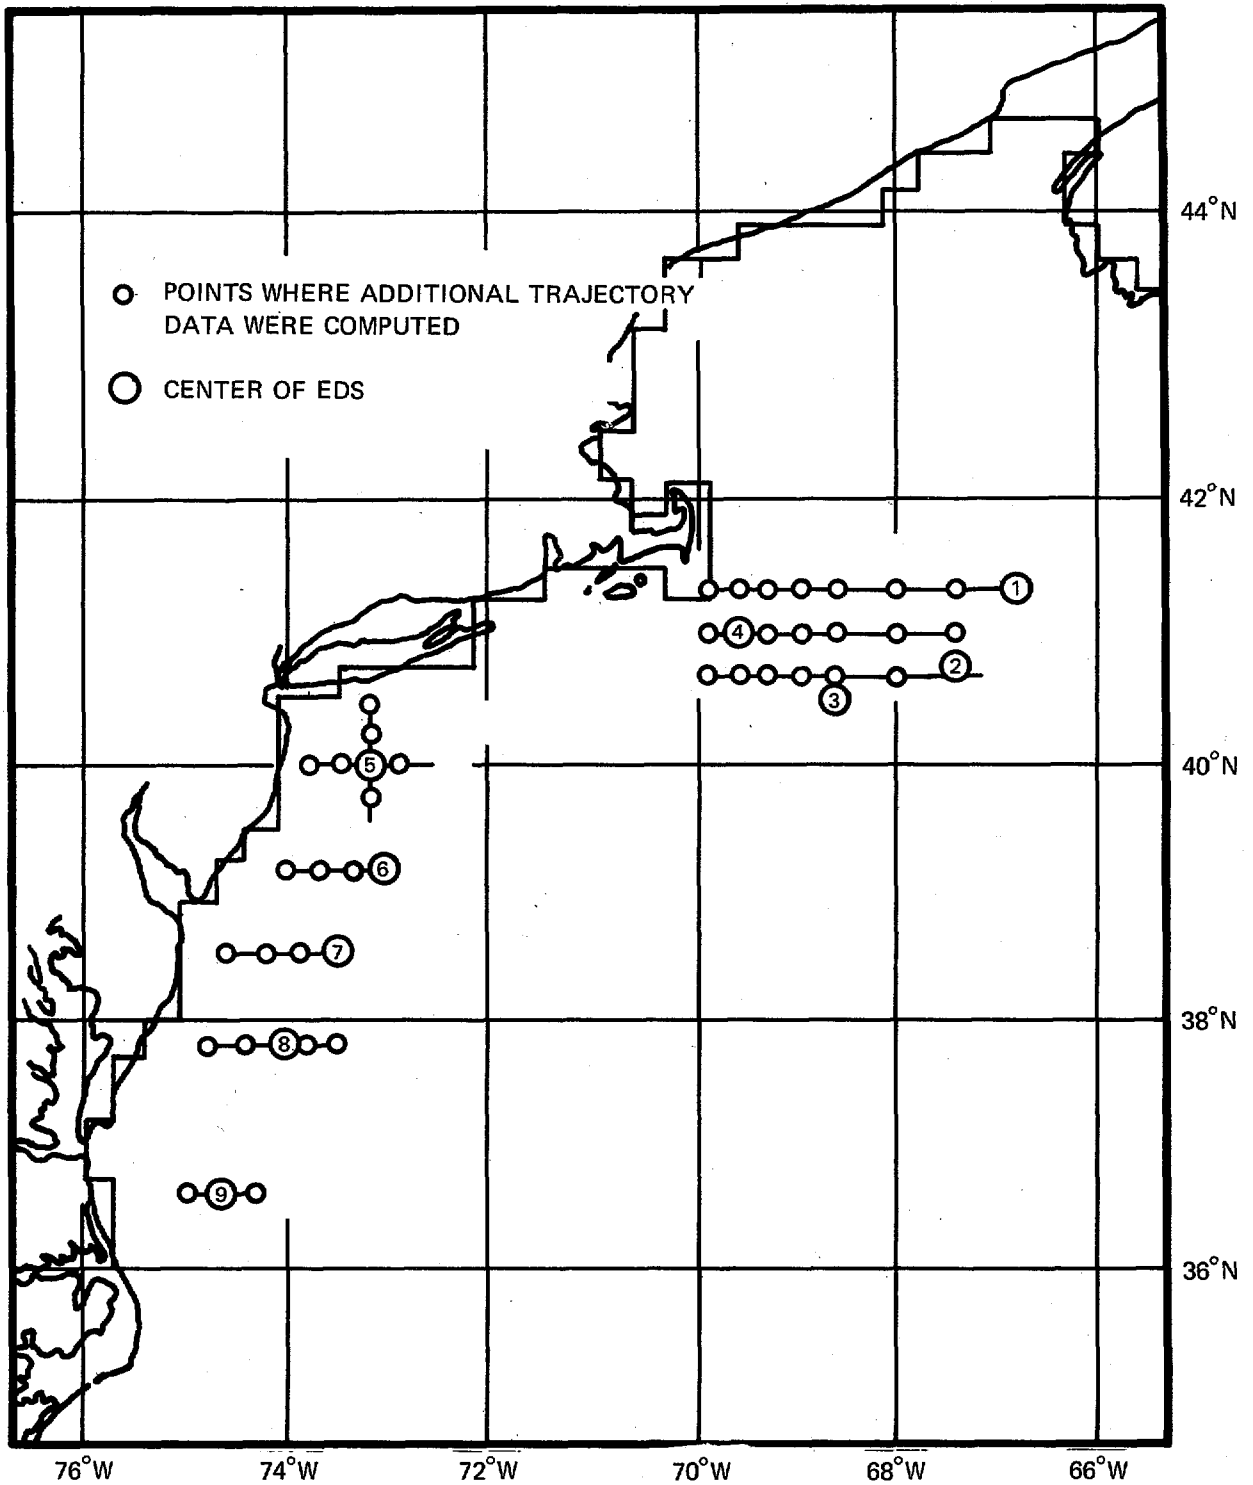 44°N
POINTS WHERE ADDITIONAL TRAJECTORY
DATA WERE COMPUTED
CENTER OF EDS
42°N
1
4
2
3
5
40°N
6
7
38°N
8
9
36°N
76°W 74°W 72°W 70°W 68°W 66°W